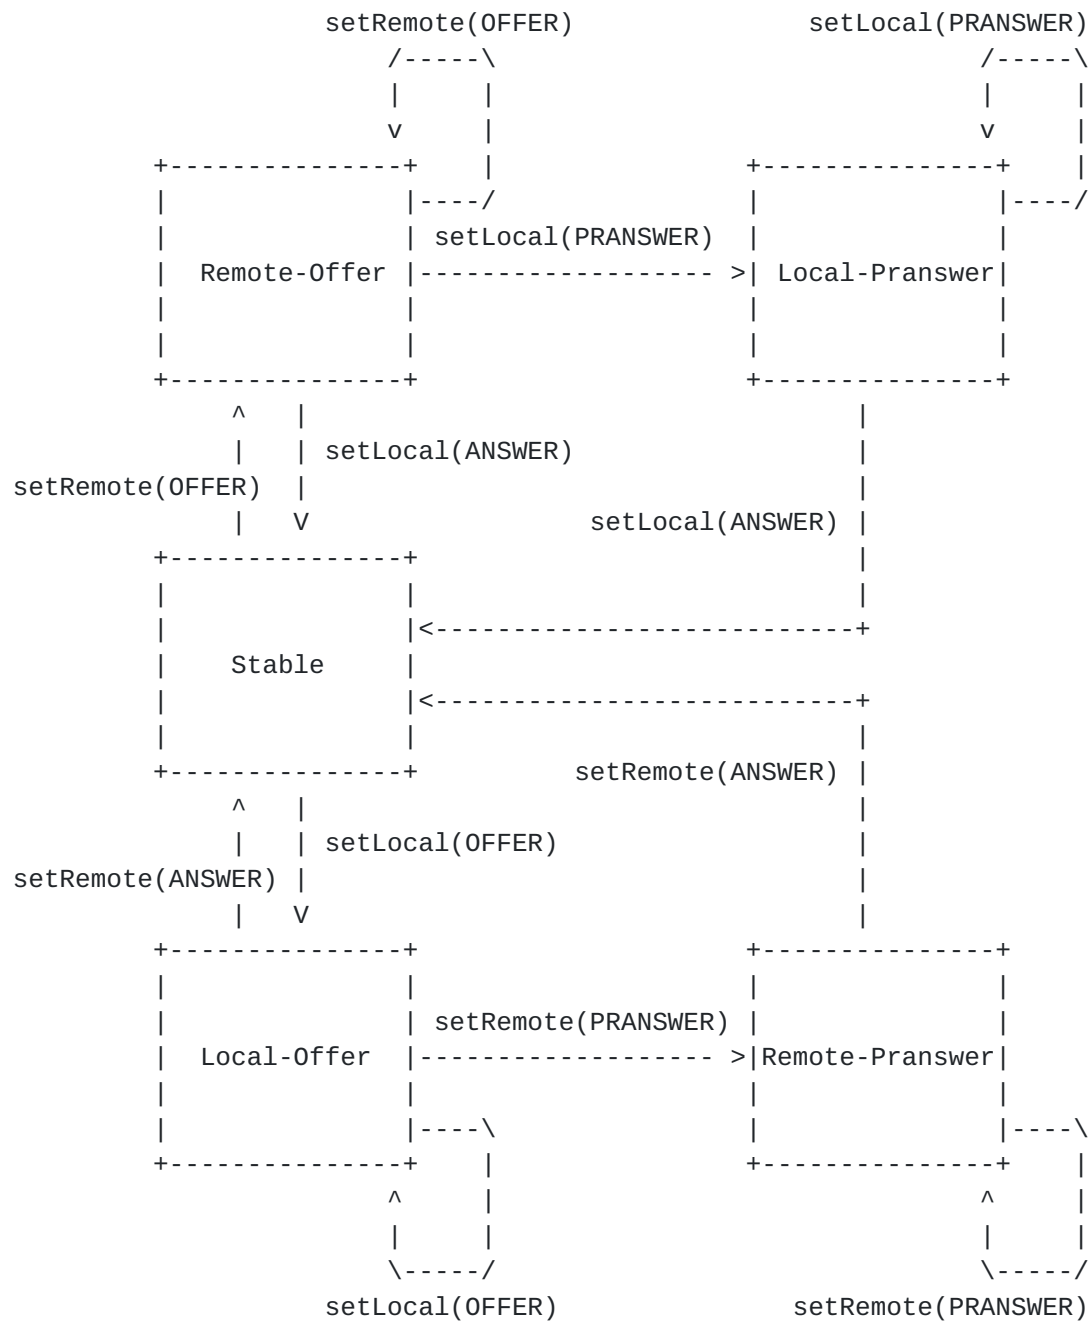 setRemote(OFFER) setLocal(PRANSWER)
setLocal(PRANSWER)
Remote-Offer Local-Pranswer
setLocal(ANSWER)
setRemote(OFFER)
setLocal(ANSWER)
Stable
setRemote(ANSWER)
setLocal(OFFER)
setRemote(ANSWER)
setRemote(PRANSWER)
Local-Offer Remote-Pranswer
setLocal(OFFER) setRemote(PRANSWER)